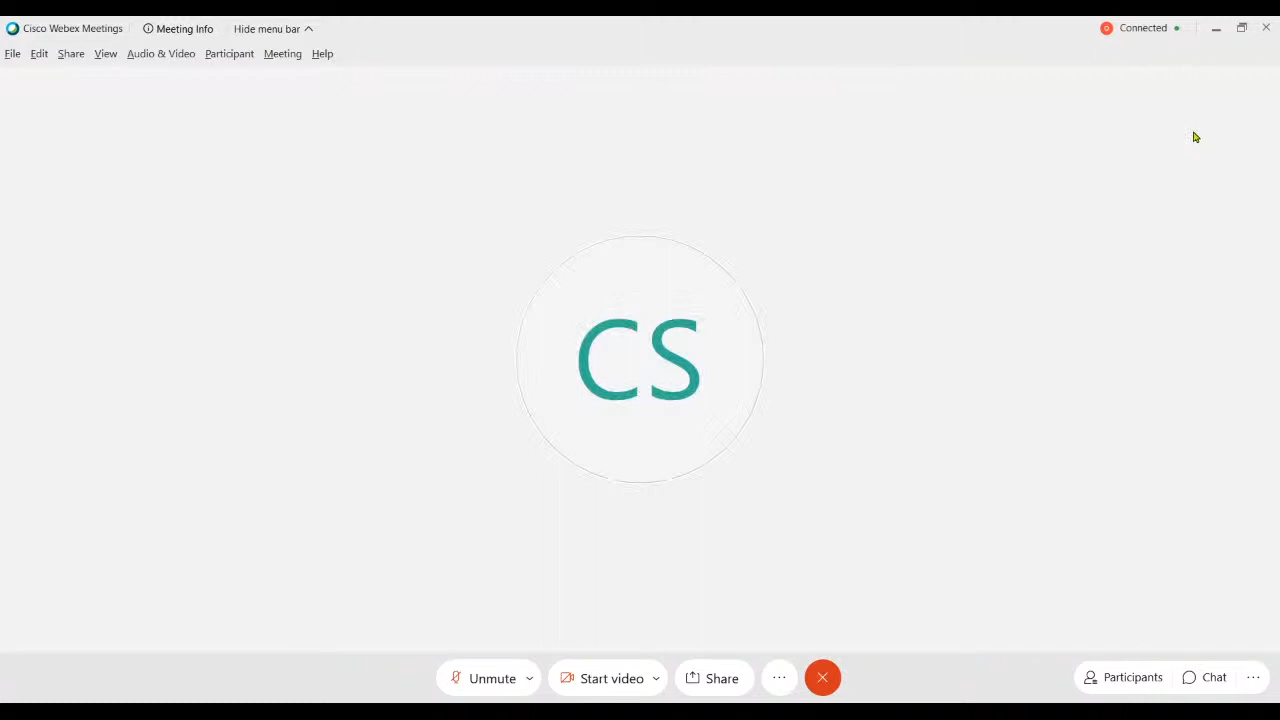 Cisco Webex Meetings Meeting Info Hide menu bar Connected
File Edit Share View Audio & Video Participant Meeting Help
CS
Unmute Start video Share Participants Chat